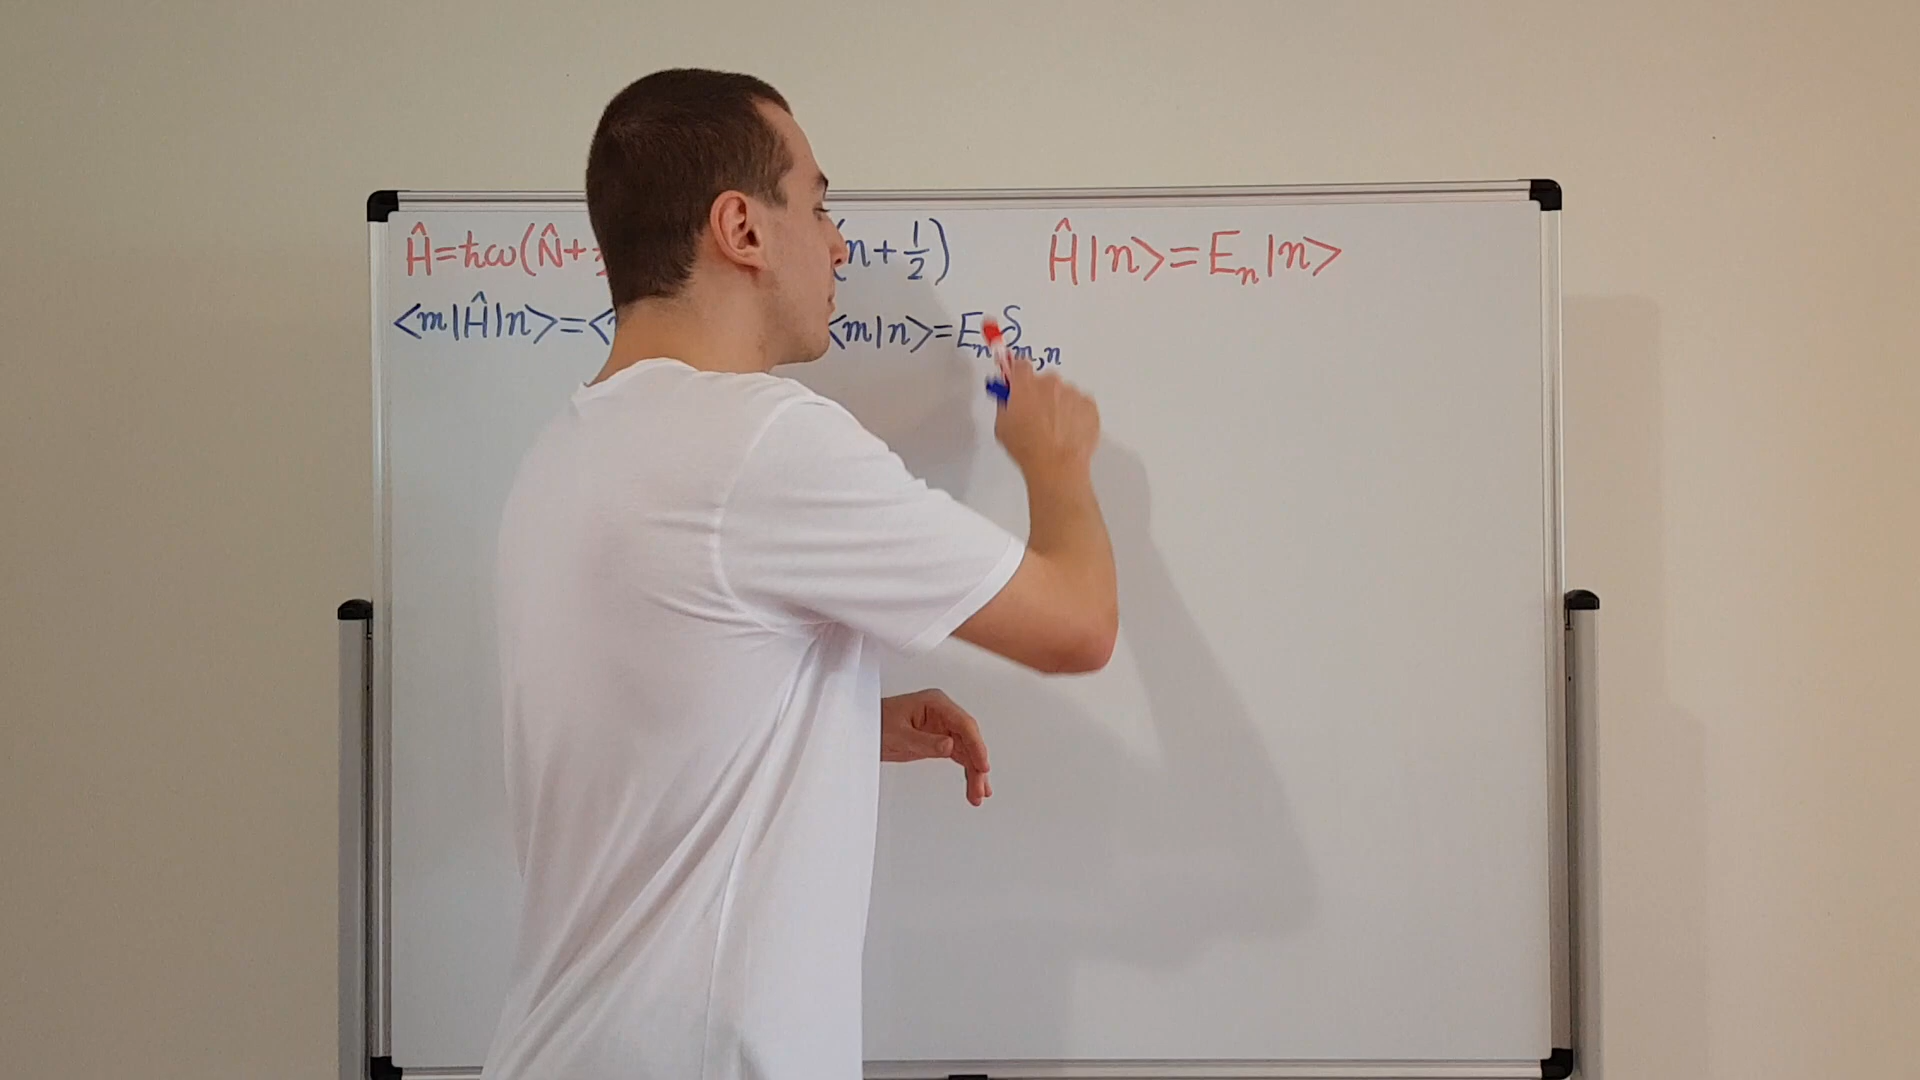 Ĥ=ħω(N̂+ (n+1/2) Ĥ|n>=Eₙ|n>
<m|Ĥ|n>=< <m|n>=Eₙδₘ,ₙ